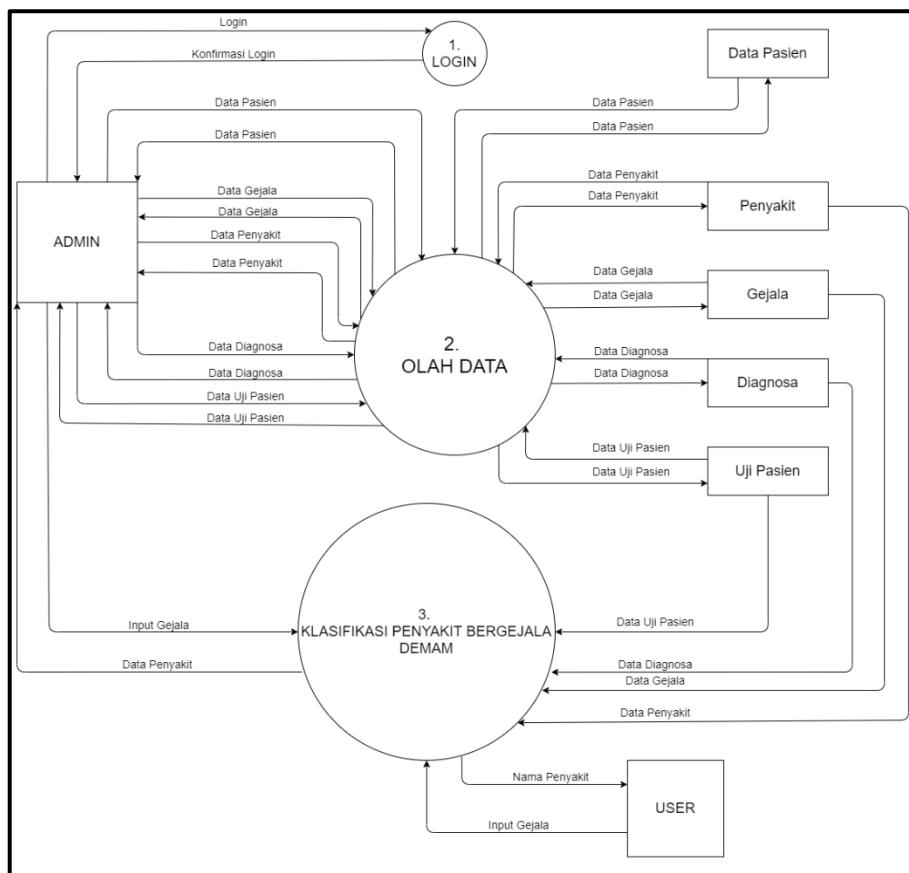 Login
1.
LOGIN
Konfirmasi Login
Data Pasien
Data Pasien
Data Pasien
Data Pasien
Data Pasien
Data Gejala
Data Gejala
Data Penyakit
Data Penyakit
ADMIN
Data Penyakit
Data Penyakit
Penyakit
Data Gejala
Data Gejala
Gejala
2.
OLAH DATA
Data Diagnosa
Data Diagnosa
Data Uji Pasien
Data Uji Pasien
Data Diagnosa
Data Diagnosa
Diagnosa
Data Uji Pasien
Data Uji Pasien
Uji Pasien
3.
KLASIFIKASI PENYAKIT BERGEJALA
DEMAM
Input Gejala
Data Penyakit
Data Uji Pasien
Data Diagnosa
Data Gejala
Data Penyakit
Nama Penyakit
Input Gejala
USER